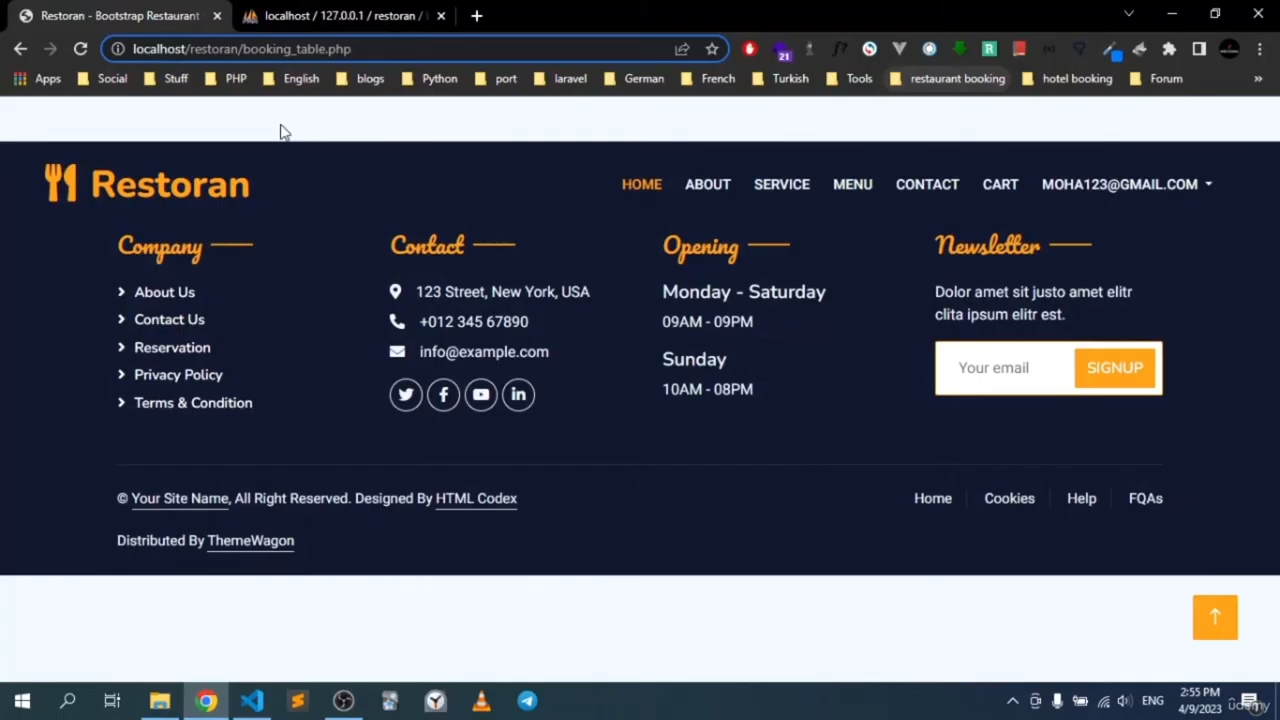 Restoran - Bootstrap Restaurant
localhost / 127.0.0.1 / restoran /
localhost/restoran/booking_table.php
21
Apps Social Stuff PHP English blogs Python port laravel German French Turkish Tools restaurant booking hotel booking Forum »
Restoran
HOME ABOUT SERVICE MENU CONTACT CART MOHA123@GMAIL.COM
Company
About Us
Contact Us
Reservation
Privacy Policy
Terms & Condition
Contact
123 Street, New York, USA
+012 345 67890
info@example.com
Opening
Monday - Saturday
09AM - 09PM
Sunday
10AM - 08PM
Newsletter
Dolor amet sit justo amet elitr
clita ipsum elitr est.
Your email SIGNUP
© Your Site Name, All Right Reserved. Designed By HTML Codex
Distributed By ThemeWagon
Home Cookies Help FQAs
ENG
2:55 PM
4/9/2023
udemy